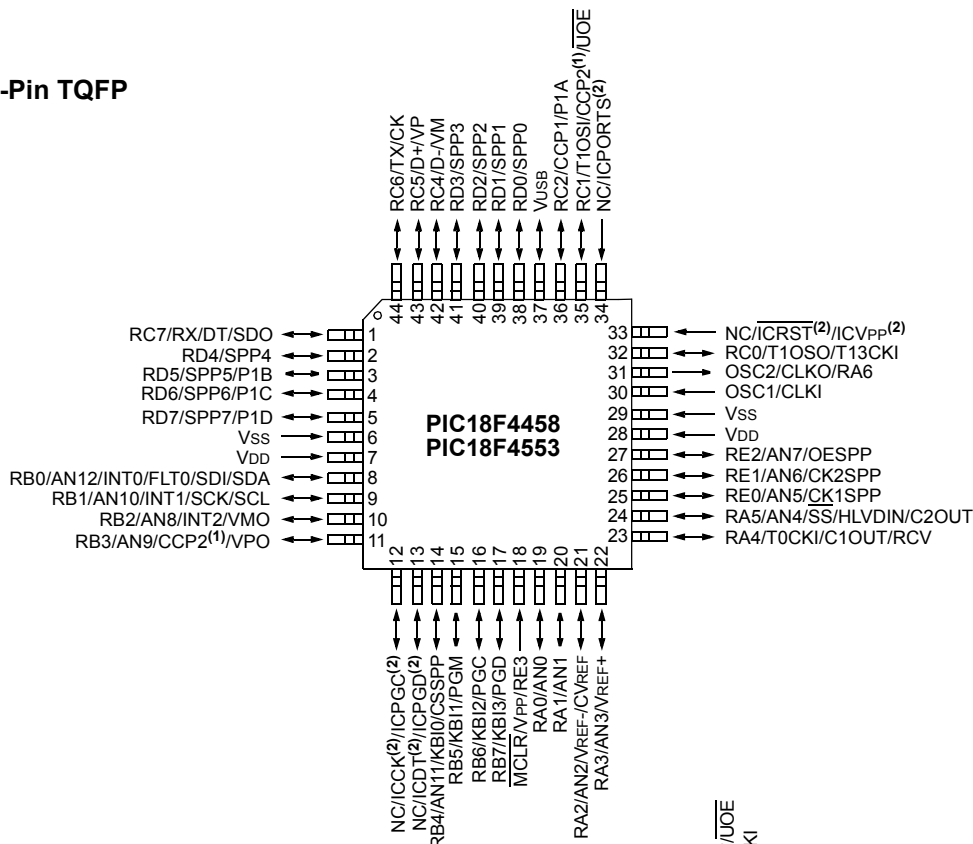 -Pin TQFP
RC6/TX/CK
RC5/D+/VP
RC4/D-/VM
RD3/SPP3
RD2/SPP2
RD1/SPP1
RD0/SPP0
VUSB
RC2/CCP1/P1A
RC1/T1OSI/CCP2(1)/UOE
NC/ICPORTS(2)
44
43
42
41
40
39
38
37
36
35
34
RC7/RX/DT/SDO 1
RD4/SPP4 2
RD5/SPP5/P1B 3
RD6/SPP6/P1C 4
RD7/SPP7/P1D 5
VSS 6
VDD 7
RB0/AN12/INT0/FLT0/SDI/SDA 8
RB1/AN10/INT1/SCK/SCL 9
RB2/AN8/INT2/VMO 10
RB3/AN9/CCP2(1)/VPO 11
PIC18F4458
PIC18F4553
33 NC/ICRST(2)/ICVPP(2)
32 RC0/T1OSO/T13CKI
31 OSC2/CLKO/RA6
30 OSC1/CLKI
29 VSS
28 VDD
27 RE2/AN7/OESPP
26 RE1/AN6/CK2SPP
25 RE0/AN5/CK1SPP
24 RA5/AN4/SS/HLVDIN/C2OUT
23 RA4/T0CKI/C1OUT/RCV
12
13
14
15
16
17
18
19
20
21
22
NC/ICCK(2)/ICPGC(2)
NC/ICDT(2)/ICPGD(2)
RB4/AN11/KBI0/CSSPP
RB5/KBI1/PGM
RB6/KBI2/PGC
RB7/KBI3/PGD
MCLR/VPP/RE3
RA0/AN0
RA1/AN1
RA2/AN2/VREF-/CVREF
RA3/AN3/VREF+
/UOE
KI